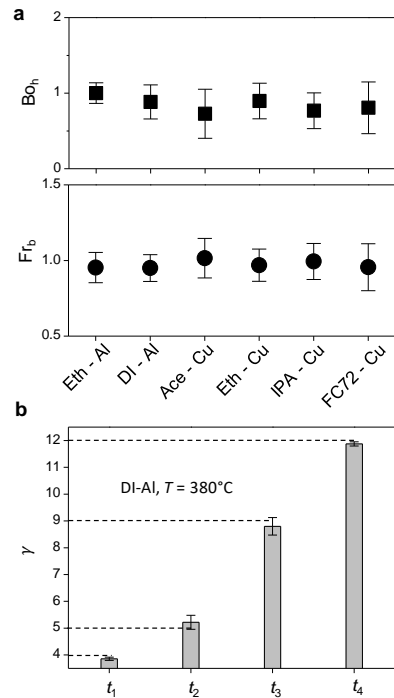 a
2
1
0
Bo_h
1.5
1.0
0.5
Fr_b
Eth - Al
DI - Al
Ace - Cu
Eth - Cu
IPA - Cu
FC72 - Cu
b
12
11
10
9
8
7
6
5
4
γ
DI-Al, T = 380°C
t_1
t_2
t_3
t_4